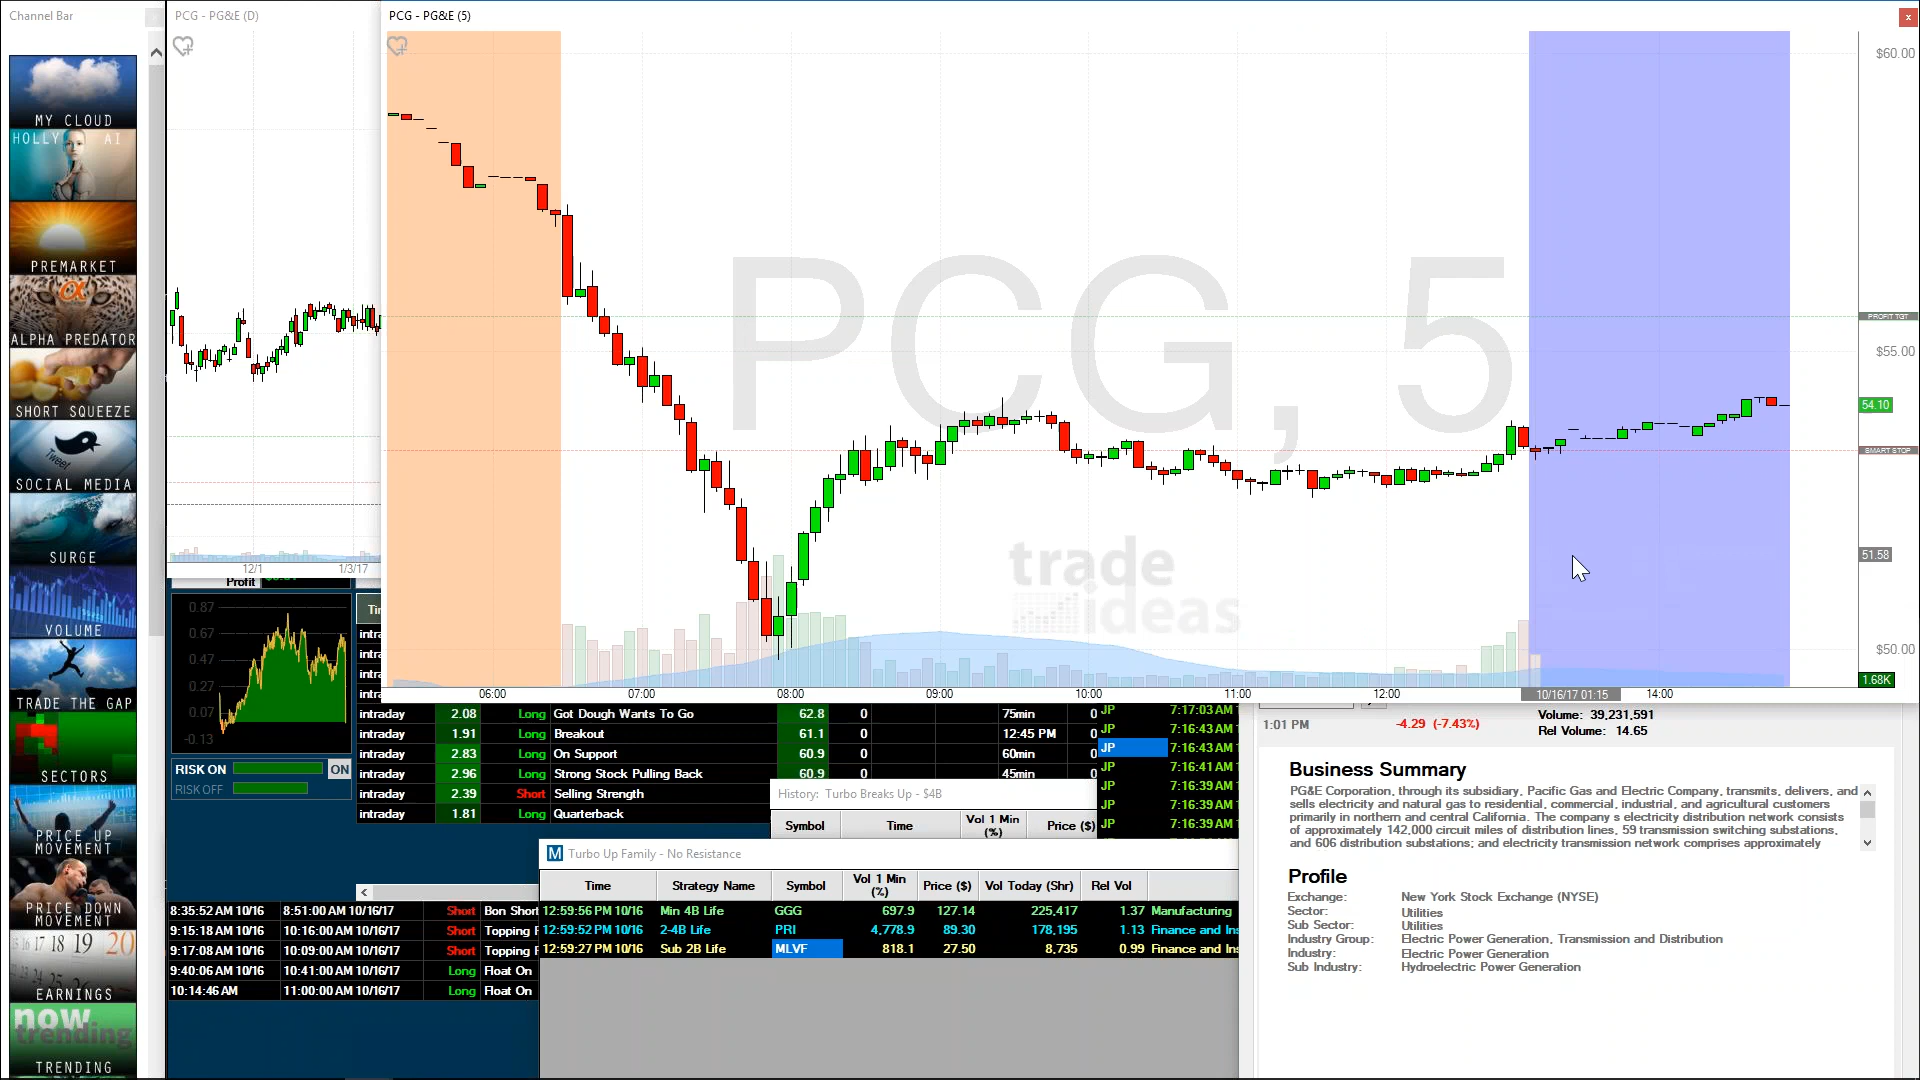 Channel Bar
PCG - PG&E (D)
PCG - PG&E (5)
x
MY CLOUD
HOLLY AI
PREMARKET
α
ALPHA PREDATOR
SHORT SQUEEZE
Tweet
SOCIAL MEDIA
SURGE
VOLUME
TRADE THE GAP
SECTORS
PRICE UP
MOVEMENT
PRICE DOWN
MOVEMENT
16 17 18 19 20
EARNINGS
now
trending
TRENDING
PCG, 5
trade
ideas
$60.00
PROFIT TGT
$55.00
54.10
SMART STOP
51.58
$50.00
1.68K
12/1
1/3/17
06:00
07:00
08:00
09:00
10:00
11:00
12:00
10/16/17 01:15
14:00
Profit
0.87
0.67
0.47
0.27
0.07
-0.13
RISK ON
ON
RISK OFF
intraday 2.08 Long Got Dough Wants To Go 62.8 0 75min 0
intraday 1.91 Long Breakout 61.1 0 12:45 PM 0
intraday 2.83 Long On Support 60.9 0 60min 0
intraday 2.96 Long Strong Stock Pulling Back 60.9 0 45min 0
intraday 2.39 Short Selling Strength
intraday 1.81 Long Quarterback
JP 7:17:03 AM
JP 7:16:43 AM
JP 7:16:43 AM
JP 7:16:41 AM
JP 7:16:39 AM
JP 7:16:39 AM
JP 7:16:39 AM
History: Turbo Breaks Up - $4B
Symbol Time Vol 1 Min (%) Price ($)
M Turbo Up Family - No Resistance
Time Strategy Name Symbol Vol 1 Min (%) Price ($) Vol Today (Shr) Rel Vol
12:59:56 PM 10/16 Min 4B Life GGG 697.9 127.14 225,417 1.37 Manufacturing
12:59:52 PM 10/16 2-4B Life PRI 4,778.9 89.30 178,195 1.13 Finance and Ins
12:59:27 PM 10/16 Sub 2B Life MLVF 818.1 27.50 8,735 0.99 Finance and Ins
8:35:52 AM 10/16 8:51:00 AM 10/16/17 Short Bon Short
9:15:18 AM 10/16 10:16:00 AM 10/16/17 Short Topping
9:17:08 AM 10/16 10:09:00 AM 10/16/17 Short Topping
9:40:06 AM 10/16 10:41:00 AM 10/16/17 Long Float On
10:14:46 AM 11:00:00 AM 10/16/17 Long Float On
1:01 PM
-4.29 (-7.43%)
Volume: 39,231,591
Rel Volume: 14.65
Business Summary
PG&E Corporation, through its subsidiary, Pacific Gas and Electric Company, transmits, delivers, and
sells electricity and natural gas to residential, commercial, industrial, and agricultural customers
primarily in northern and central California. The company s electricity distribution network consists
of approximately 142,000 circuit miles of distribution lines, 59 transmission switching substations,
and 606 distribution substations; and electricity transmission network comprises approximately
Profile
Exchange: New York Stock Exchange (NYSE)
Sector: Utilities
Sub Sector: Utilities
Industry Group: Electric Power Generation, Transmission and Distribution
Industry: Electric Power Generation
Sub Industry: Hydroelectric Power Generation